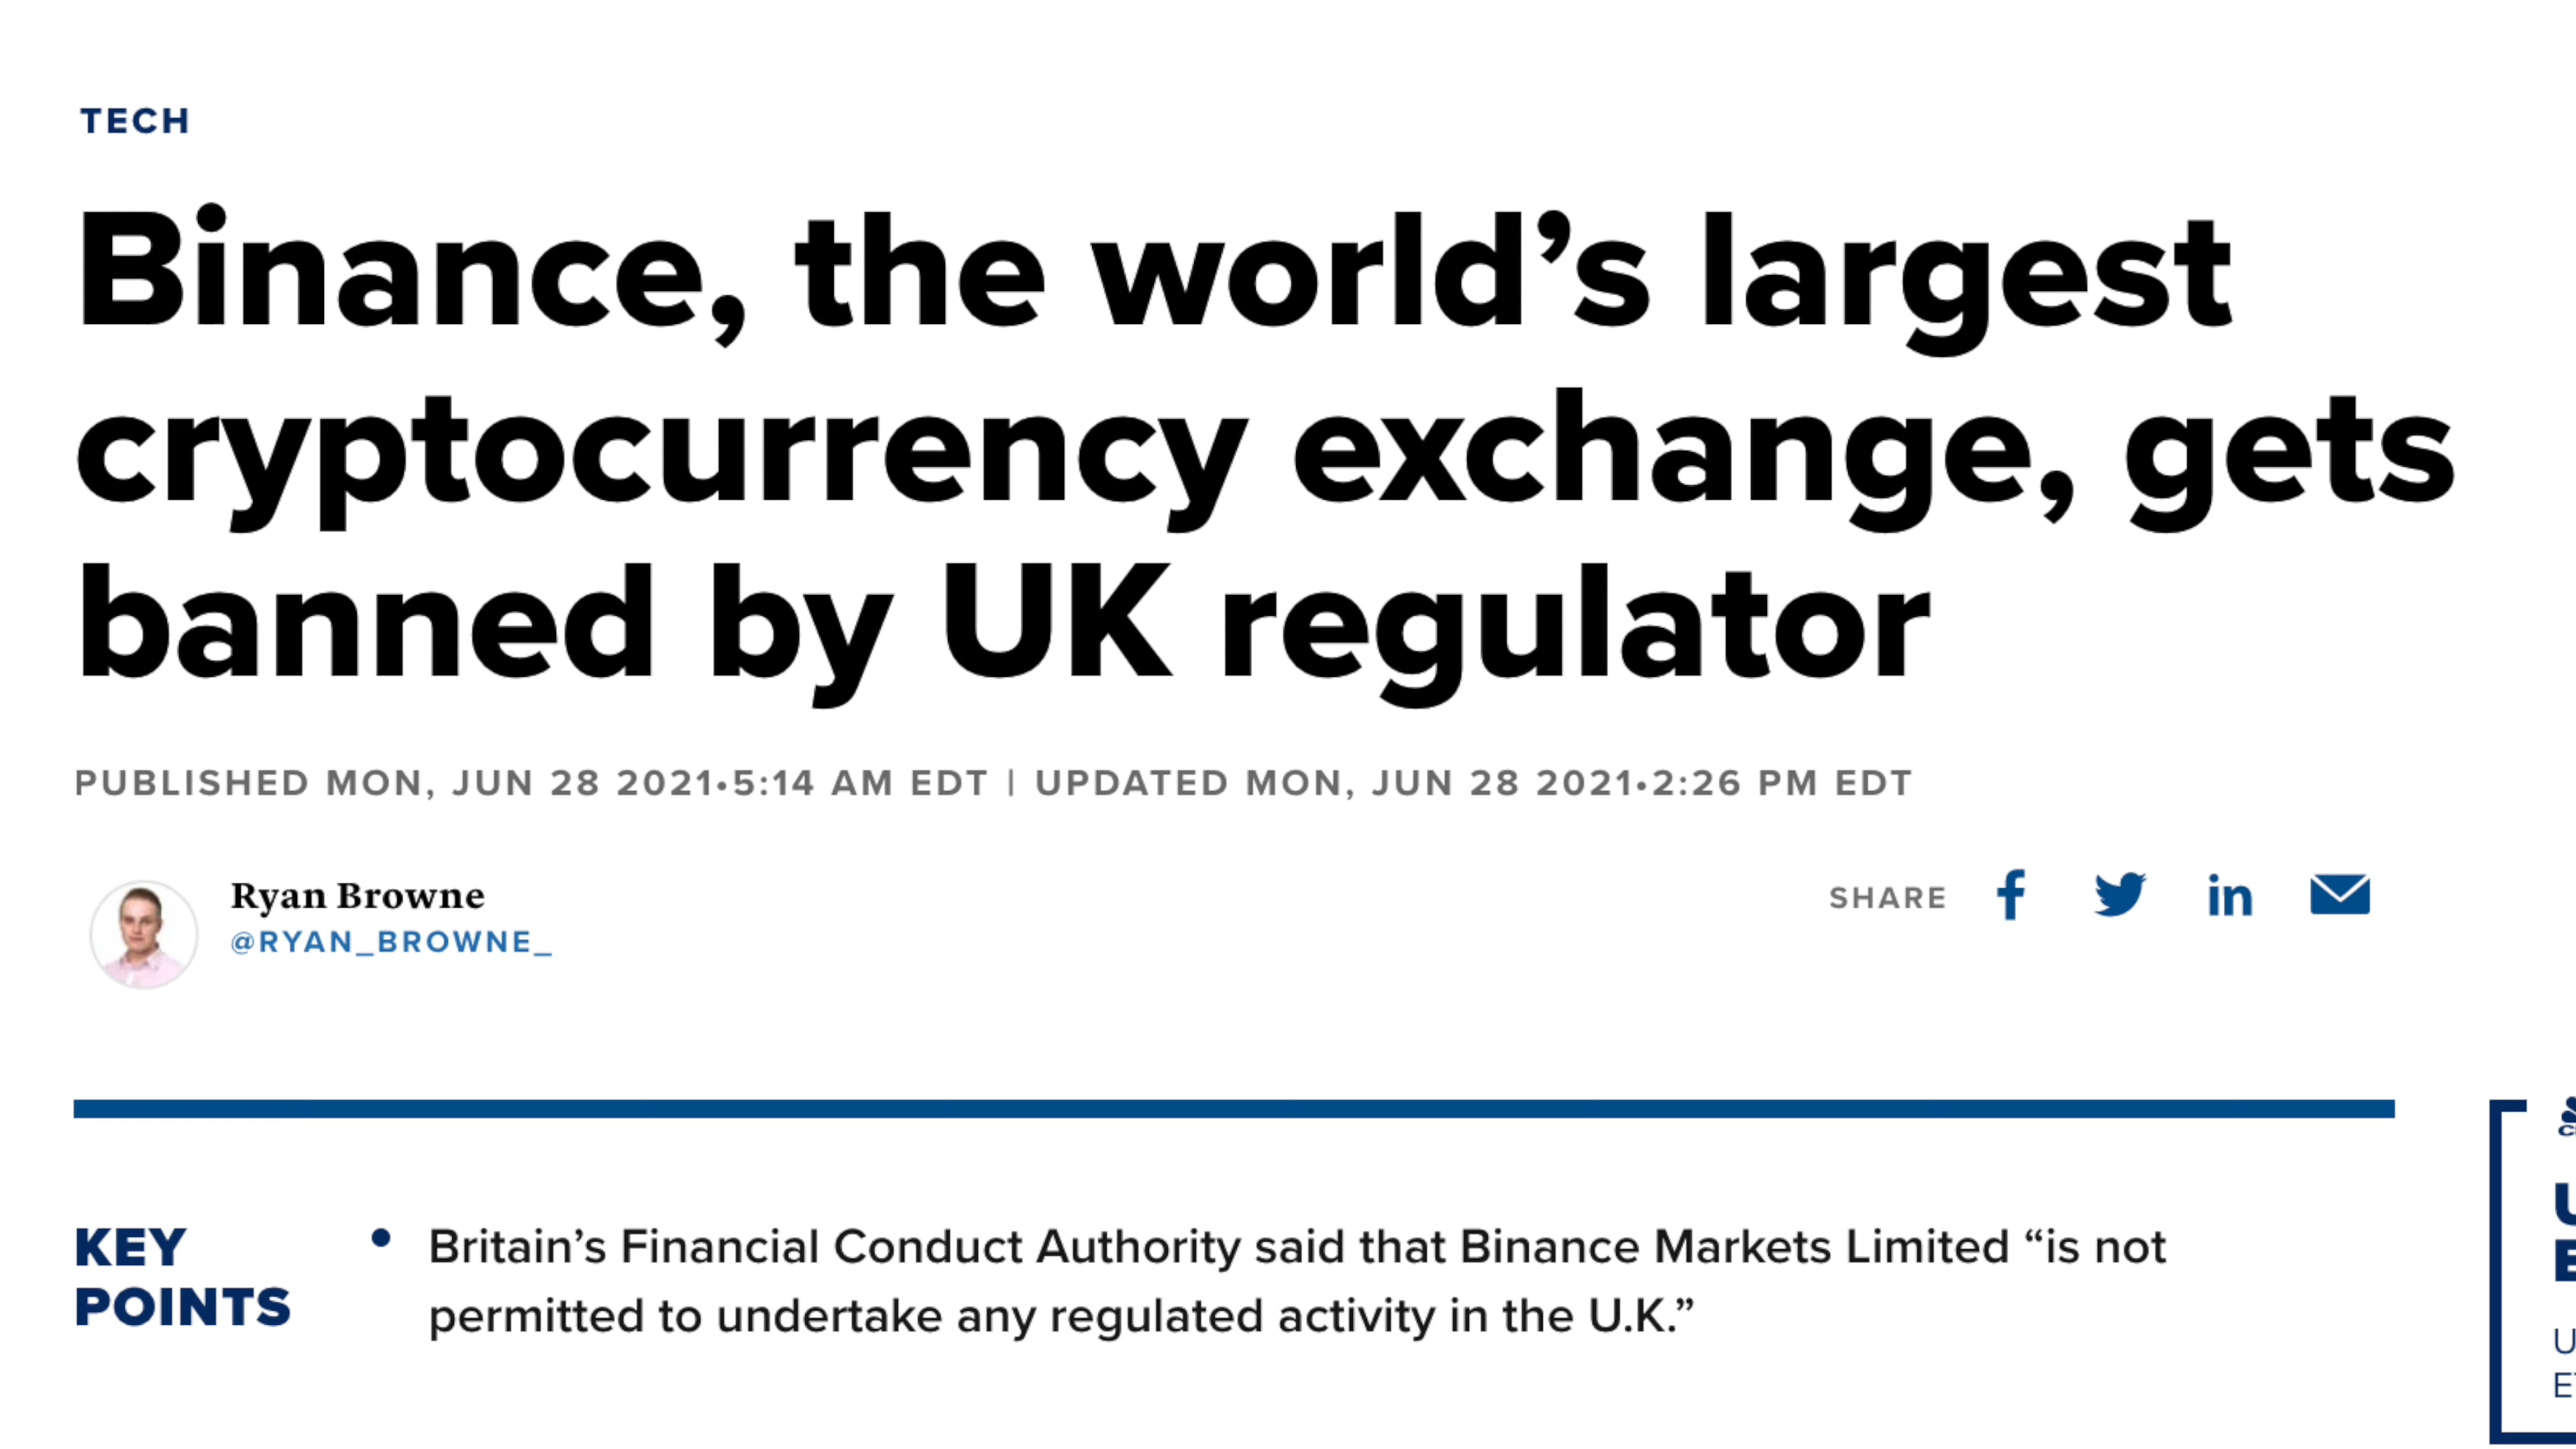 TECH
Binance, the world’s largest
cryptocurrency exchange, gets
banned by UK regulator
PUBLISHED MON, JUN 28 2021•5:14 AM EDT | UPDATED MON, JUN 28 2021•2:26 PM EDT
Ryan Browne
@RYAN_BROWNE_
SHARE
KEY
POINTS
• Britain’s Financial Conduct Authority said that Binance Markets Limited “is not
permitted to undertake any regulated activity in the U.K.”